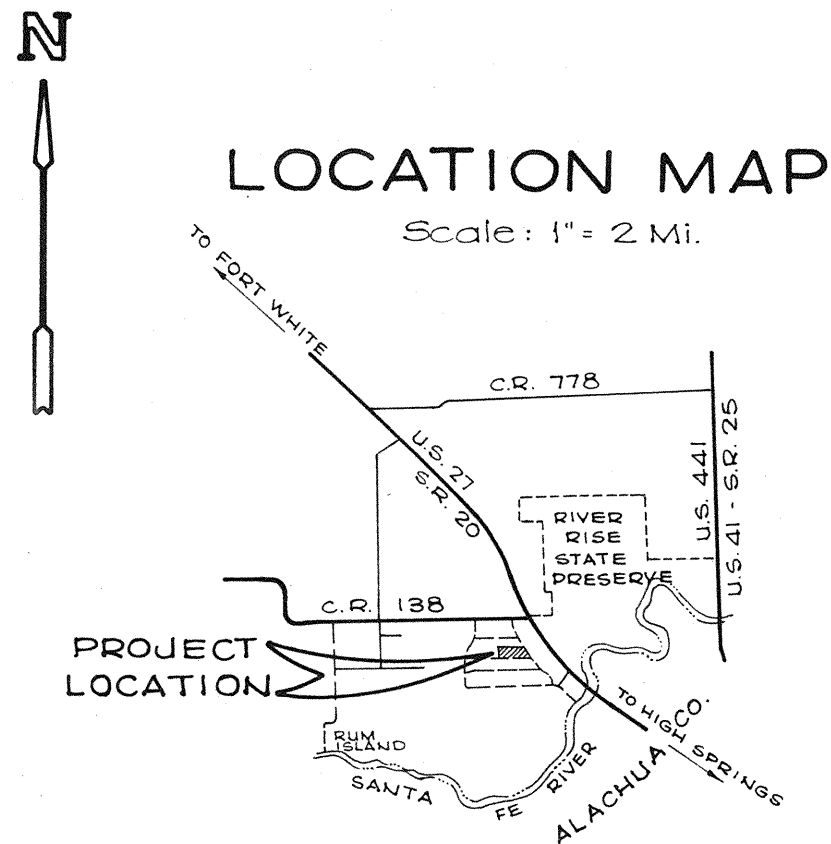 N
LOCATION MAP
Scale: 1" = 2 Mi.
TO FORT WHITE
C.R. 778
U.S. 27
S.R. 20
U.S. 441
U.S. 41 - S.R. 25
RIVER
RISE
STATE
PRESERVE
C.R. 138
PROJECT
LOCATION
RUM
ISLAND
SANTA FE RIVER
TO HIGH SPRINGS
ALACHUA CO.